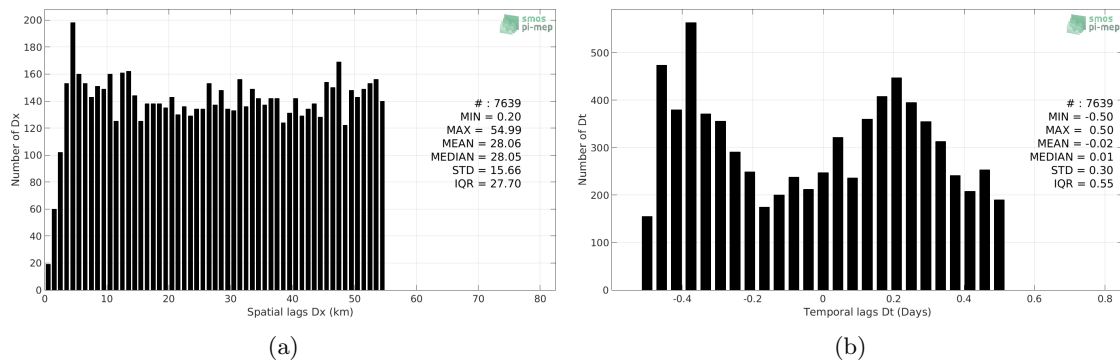 smos
pi-mep
200
180
160
140
120
100
80
60
40
20
0
Number of Dx
# : 7639
MIN = 0.20
MAX = 54.99
MEAN = 28.06
MEDIAN = 28.05
STD = 15.66
IQR = 27.70
0 10 20 30 40 50 60 70 80
Spatial lags Dx (km)
(a)
smos
pi-mep
500
400
300
200
100
0
Number of Dt
# : 7639
MIN = -0.50
MAX = 0.50
MEAN = -0.02
MEDIAN = 0.01
STD = 0.30
IQR = 0.55
-0.4 -0.2 0 0.2 0.4 0.6 0.8
Temporal lags Dt (Days)
(b)